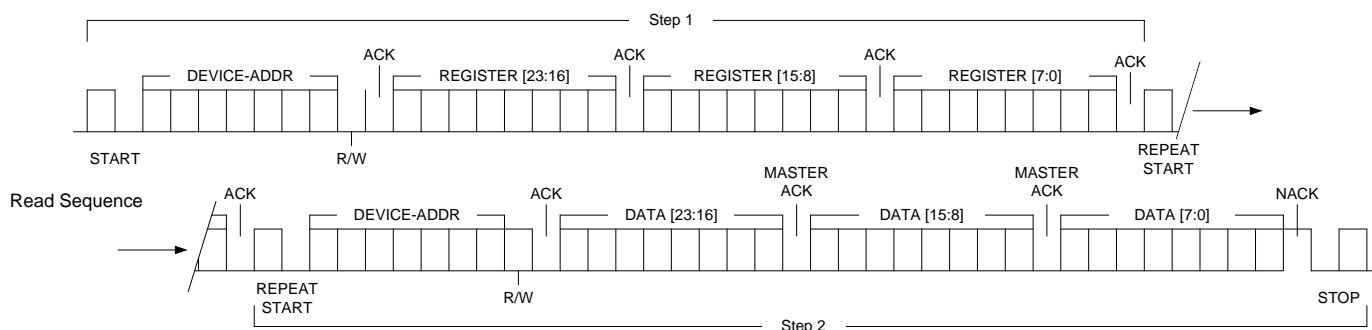 Step 1
ACK
ACK
ACK
ACK
DEVICE-ADDR
REGISTER [23:16]
REGISTER [15:8]
REGISTER [7:0]
START
R/W
REPEAT
START
Read Sequence
ACK
DEVICE-ADDR
ACK
DATA [23:16]
MASTER
ACK
DATA [15:8]
MASTER
ACK
DATA [7:0]
NACK
REPEAT
START
R/W
STOP
Step 2